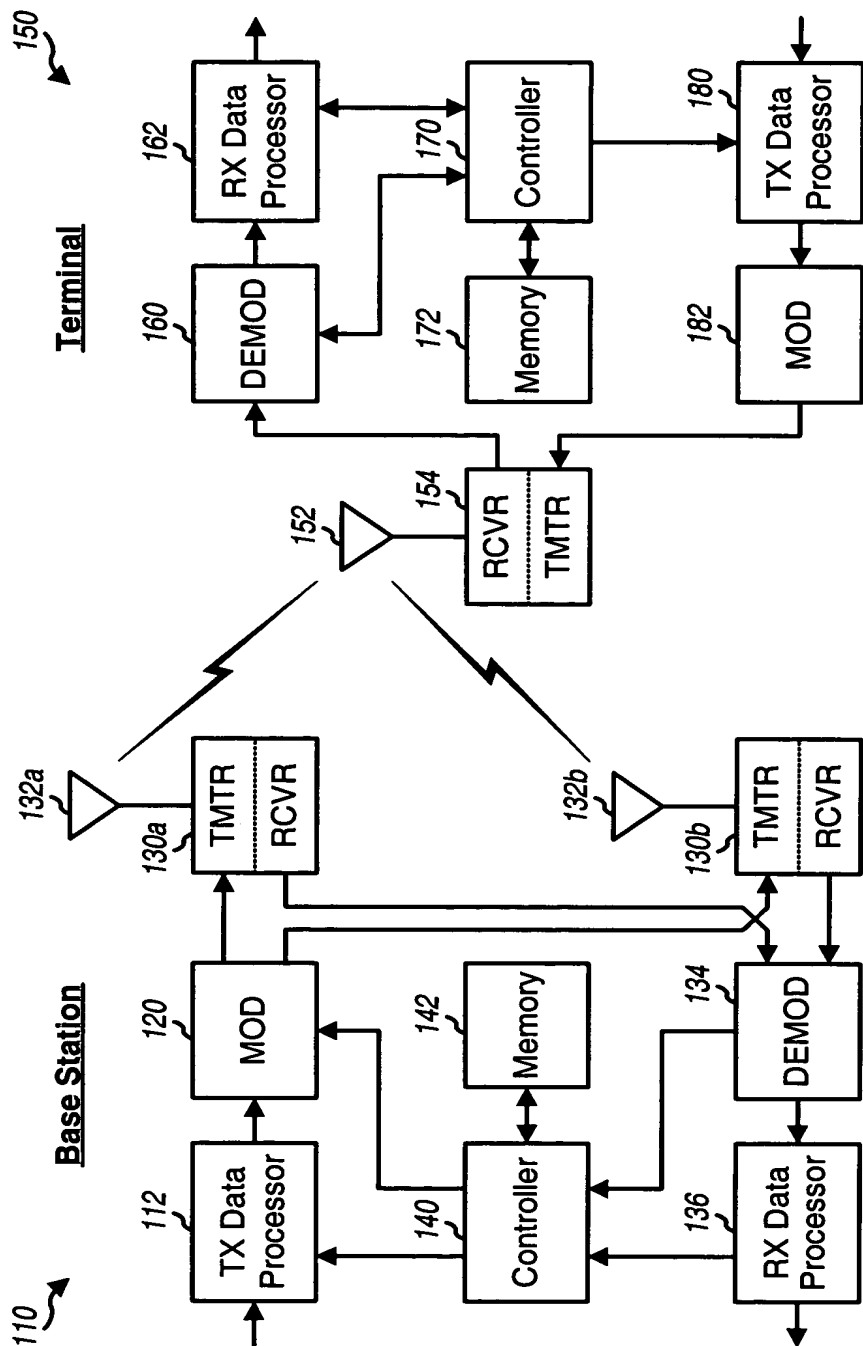 110
Base Station
112
TX Data
Processor
120
MOD
132a
130a
TMTR
RCVR
140
Controller
142
Memory
136
RX Data
Processor
134
DEMOD
132b
130b
TMTR
RCVR
Terminal
150
152
154
RCVR
TMTR
160
DEMOD
162
RX Data
Processor
172
Memory
170
Controller
182
MOD
180
TX Data
Processor